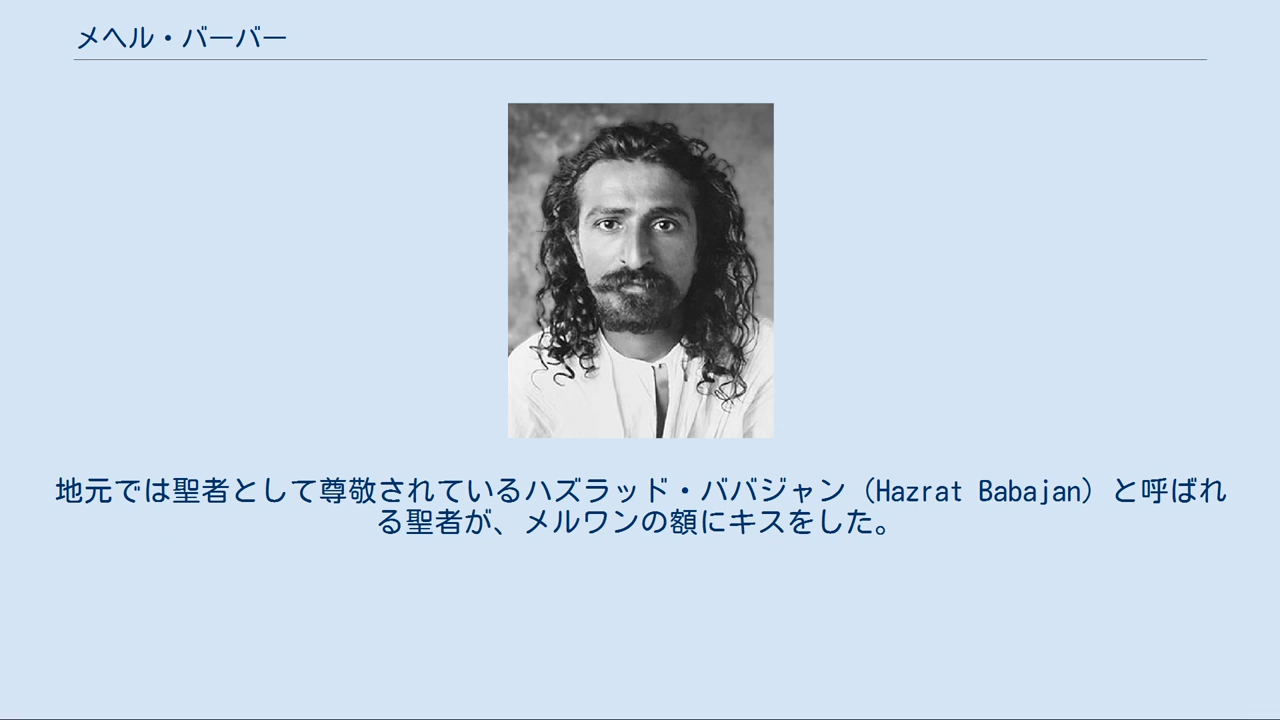 メヘル・バーバー
地元では聖者として尊敬されているハズラッド・ババジャン（Hazrat Babajan）と呼ばれ
る聖者が、メルワンの額にキスをした。